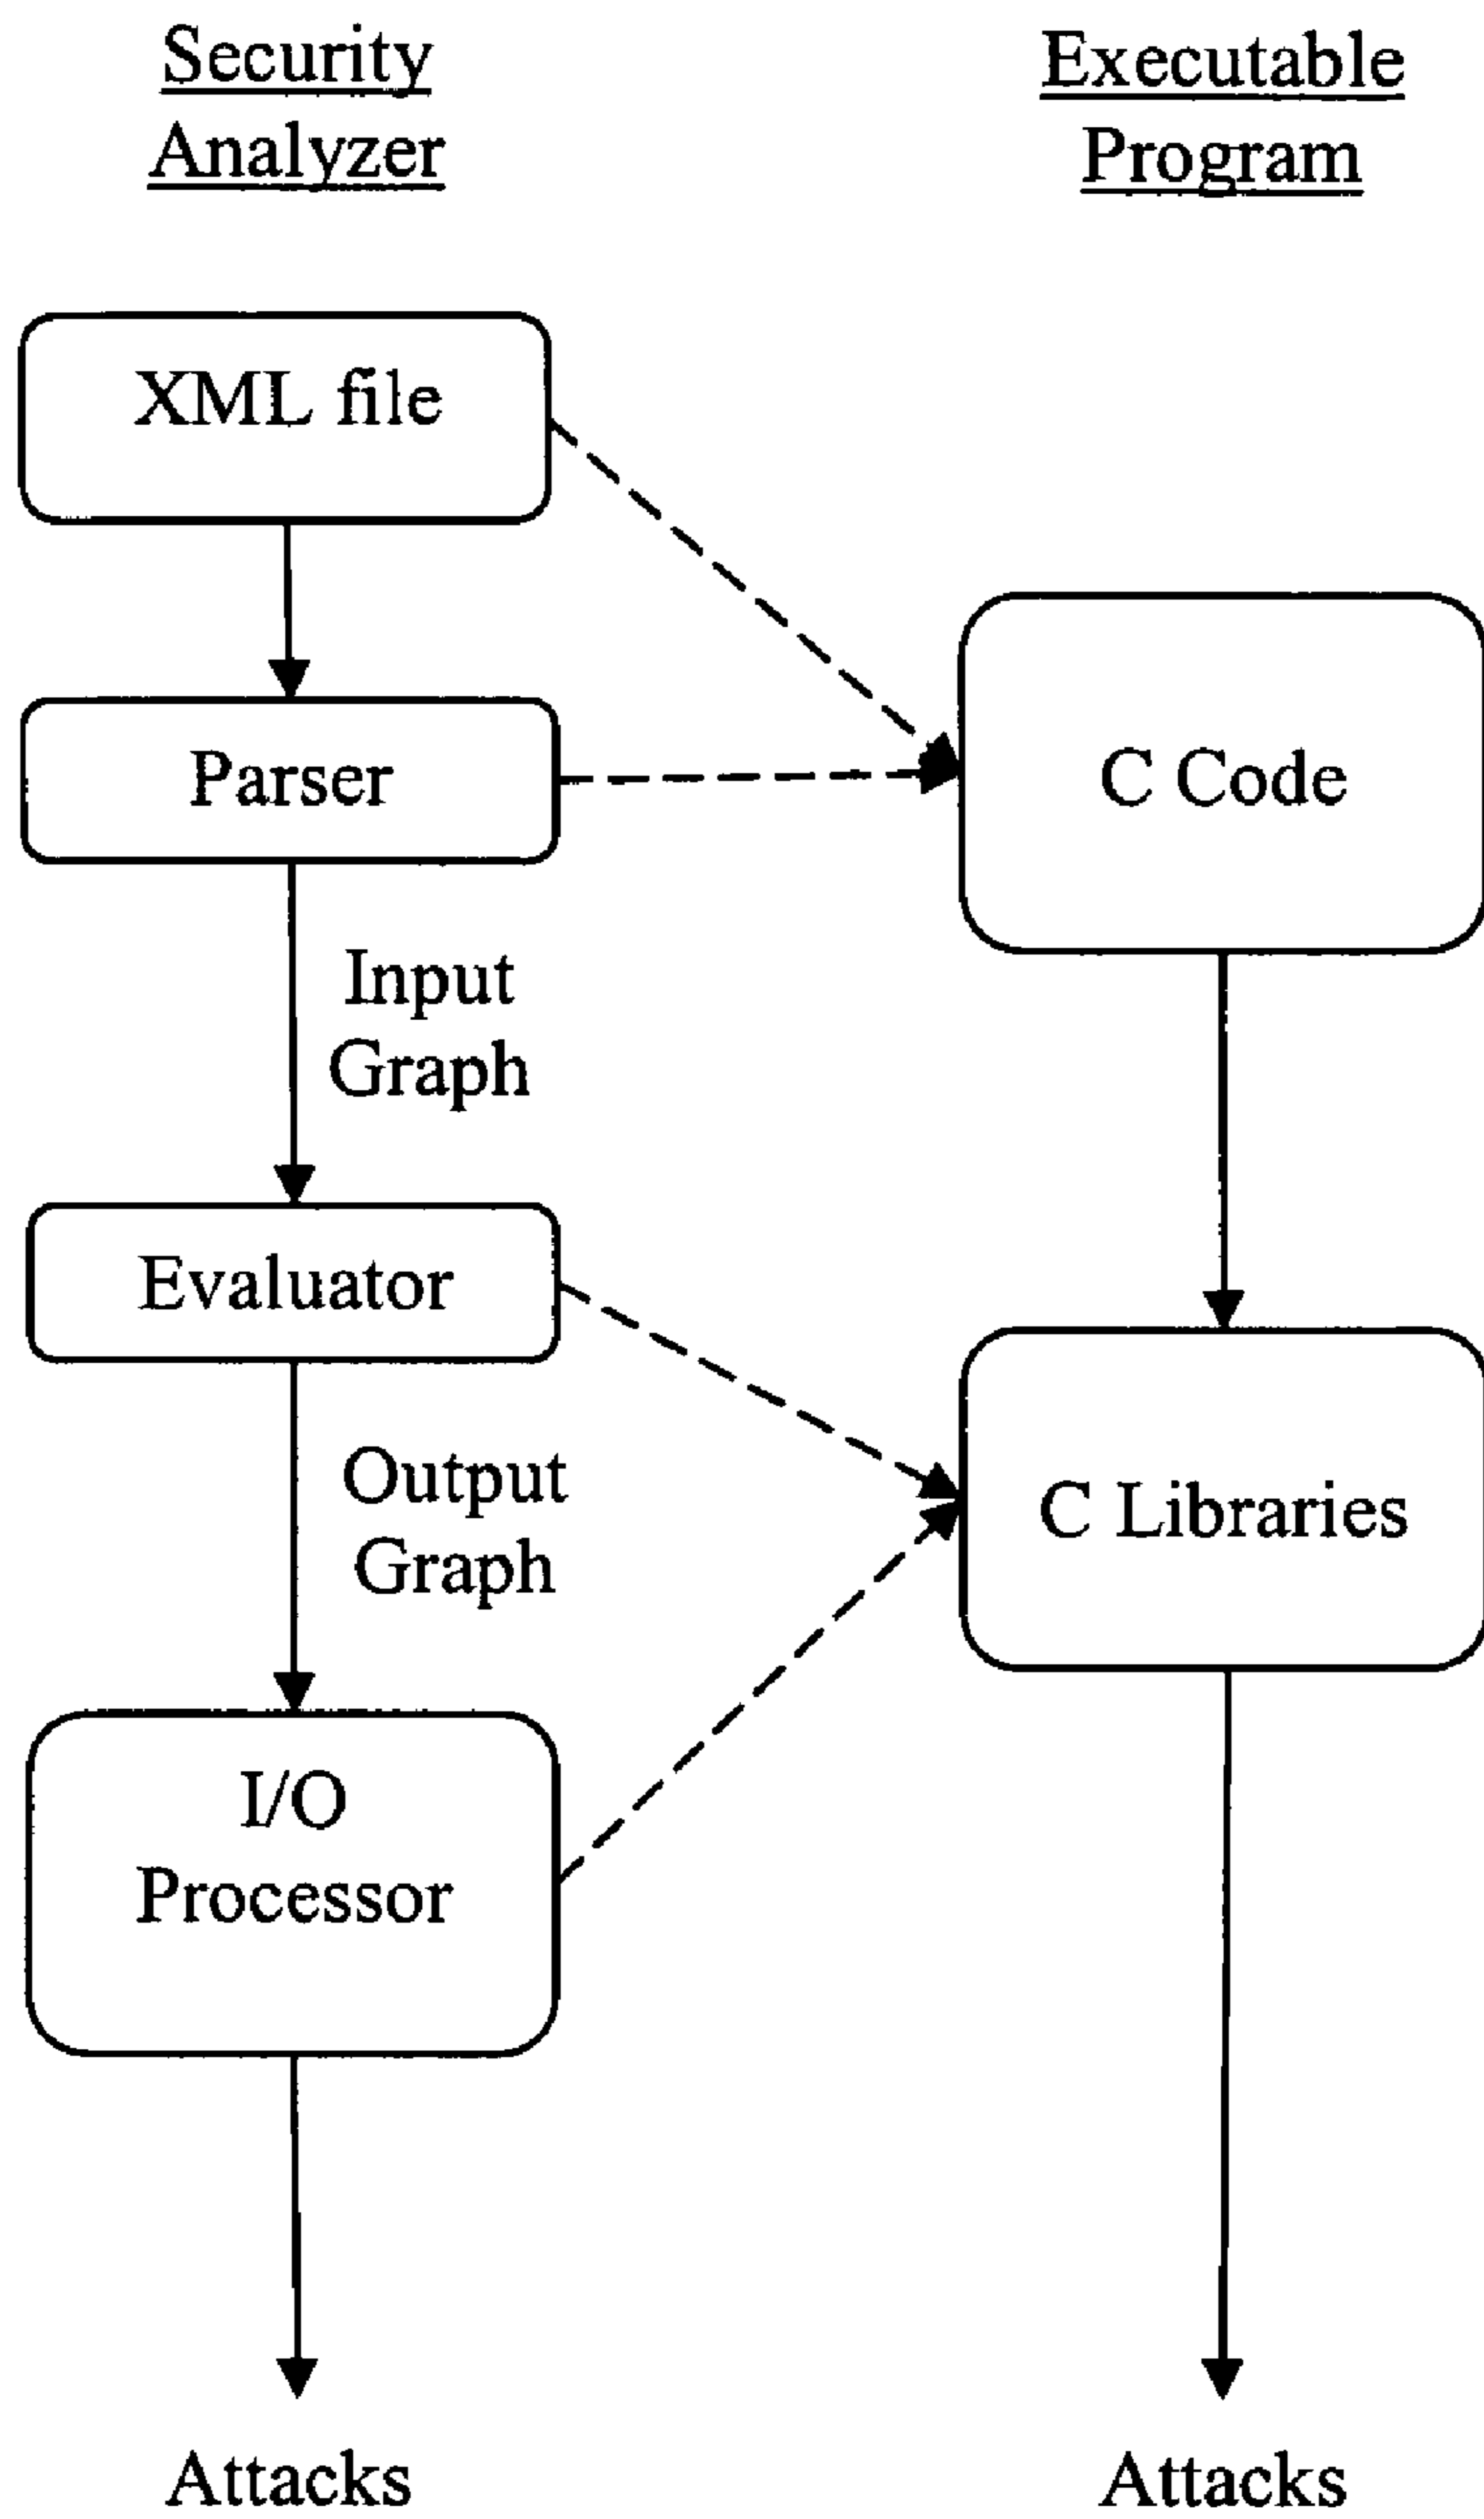 Security
Analyzer
Executable
Program
XML file
Parser
C Code
Input
Graph
Evaluator
Output
Graph
C Libraries
I/O
Processor
Attacks
Attacks